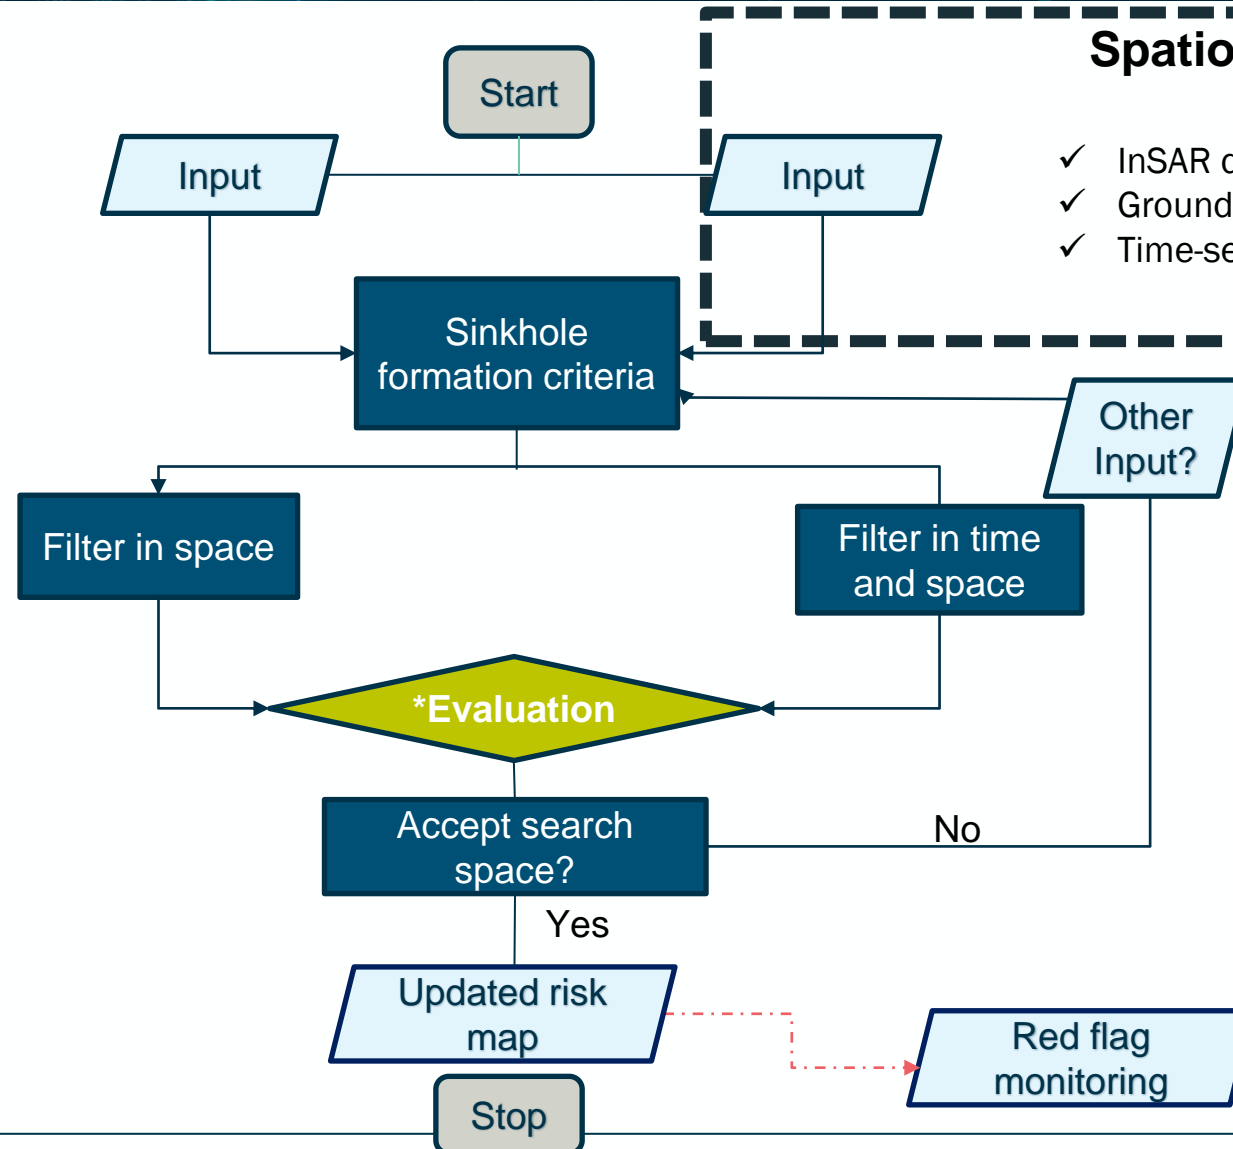 Spatio
Start
Input
Input
✓ InSAR d
✓ Ground
✓ Time-se
Sinkhole
formation criteria
Other
Input?
Filter in space
Filter in time
and space
*Evaluation
Accept search
space?
No
Yes
Updated risk
map
Red flag
monitoring
Stop